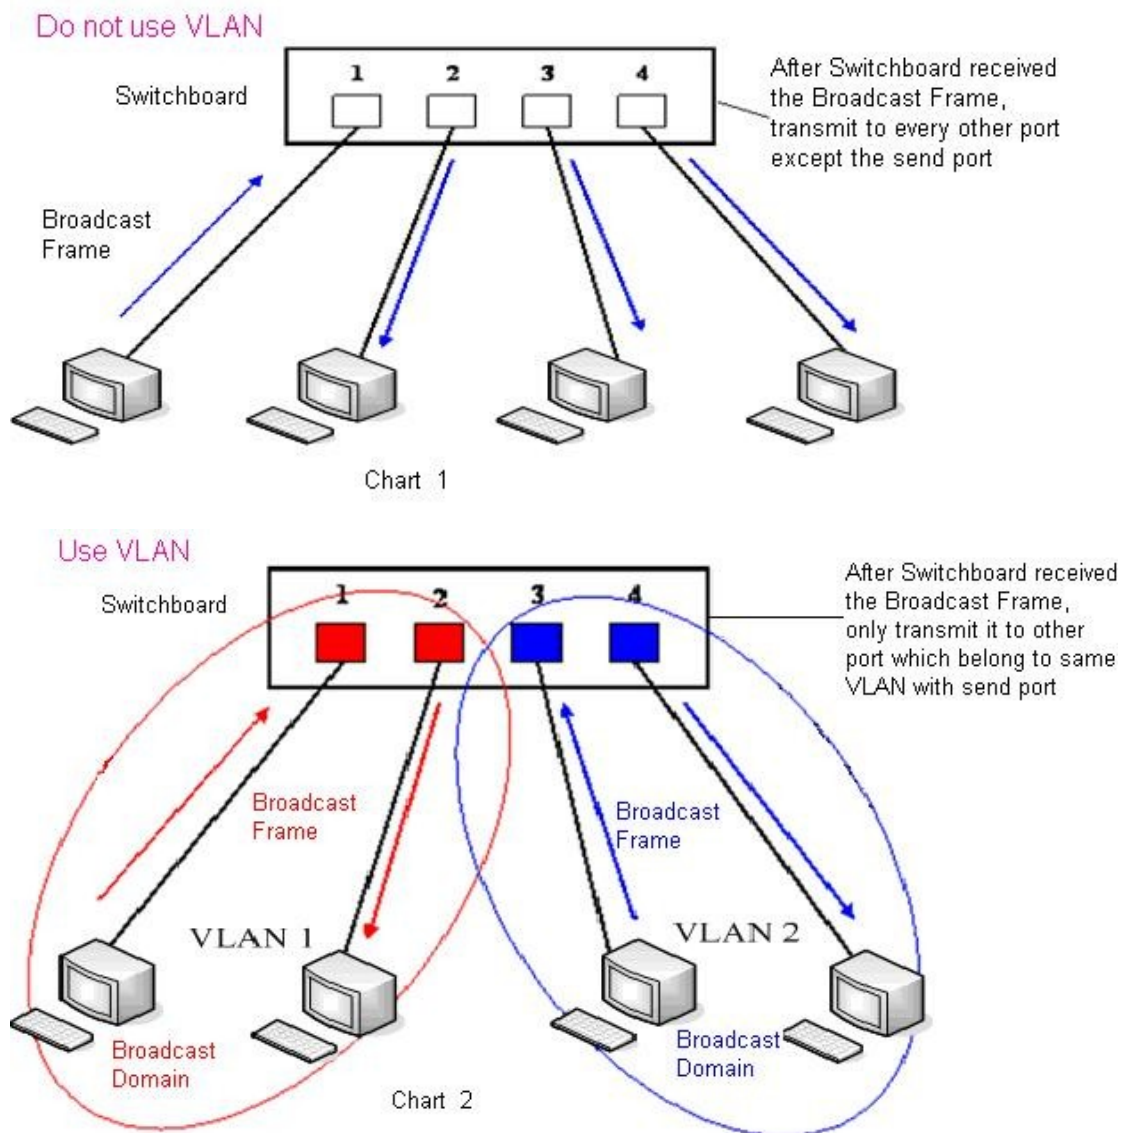 Do not use VLAN
1 2 3 4
Switchboard
After Switchboard received
the Broadcast Frame,
transmit to every other port
except the send port
Broadcast
Frame
Chart 1
Use VLAN
1 2 3 4
Switchboard
After Switchboard received
the Broadcast Frame,
only transmit it to other
port which belong to same
VLAN with send port
Broadcast
Frame
Broadcast
Frame
VLAN 1
VLAN 2
Broadcast
Domain
Broadcast
Domain
Chart 2